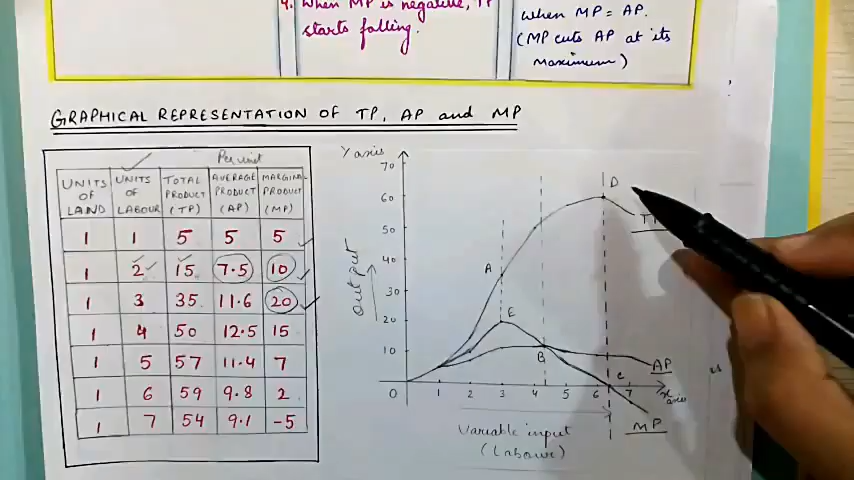 4. When MP is negative, TP
starts falling.
when MP = AP.
(MP cuts AP at its
maximum)
GRAPHICAL REPRESENTATION OF TP, AP and MP
Per unit
UNITS OF LAND UNITS OF LABOUR TOTAL PRODUCT (TP) AVERAGE PRODUCT (AP) MARGINAL PRODUCT (MP)
1 1 5 5 5
1 2 15 7.5 10
1 3 35 11.6 20
1 4 50 12.5 15
1 5 57 11.4 7
1 6 59 9.8 2
1 7 54 9.1 -5
Y axis
70
60
50
40
30
20
10
0
Output
A
E
B
C
D
AP
MP
1 2 3 4 5 6 7
x axis
Variable input
(Labour)